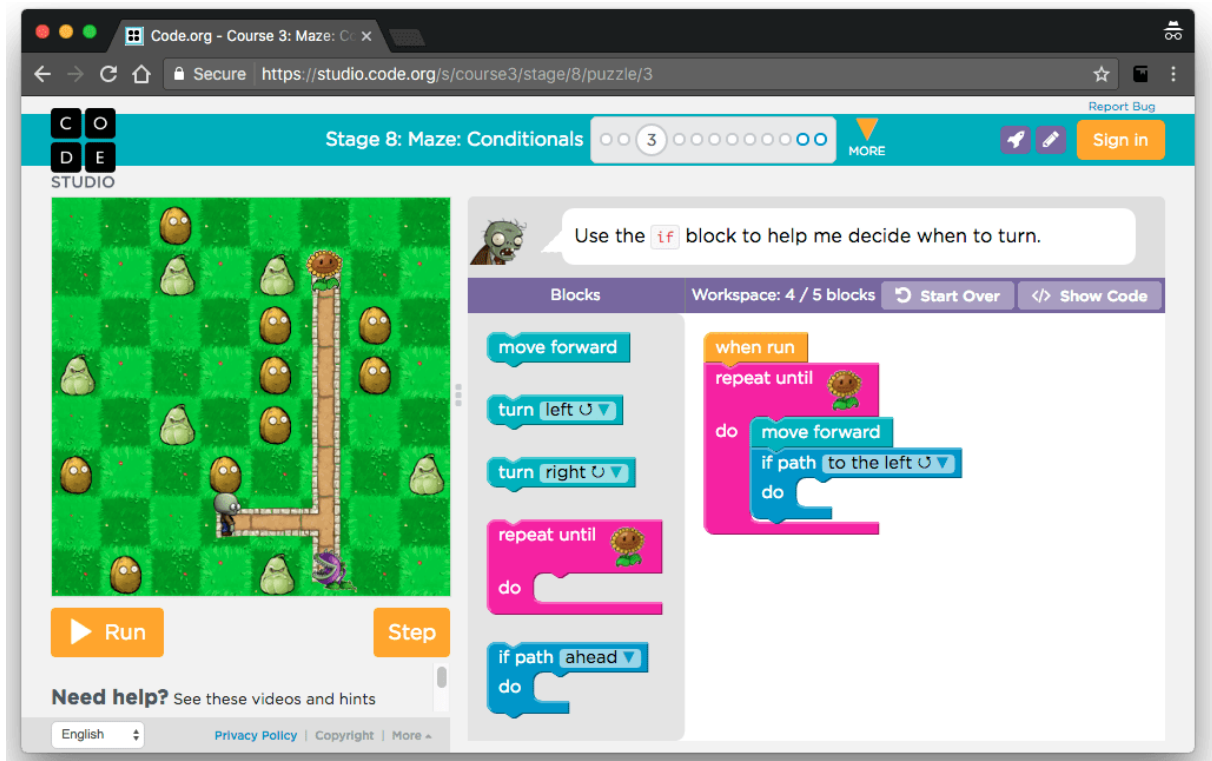 Code.org - Course 3: Maze: Co
Secure https://studio.code.org/s/course3/stage/8/puzzle/3
Report Bug
C O
D E
STUDIO
Stage 8: Maze: Conditionals
3
MORE
Sign in
Use the if block to help me decide when to turn.
Blocks
Workspace: 4 / 5 blocks
Start Over
</> Show Code
move forward
turn left ↺ ▼
turn right ↻ ▼
repeat until
do
if path ahead ▼
do
when run
repeat until
do
move forward
if path to the left ↺ ▼
do
Run
Step
Need help? See these videos and hints
English
Privacy Policy | Copyright | More ▴